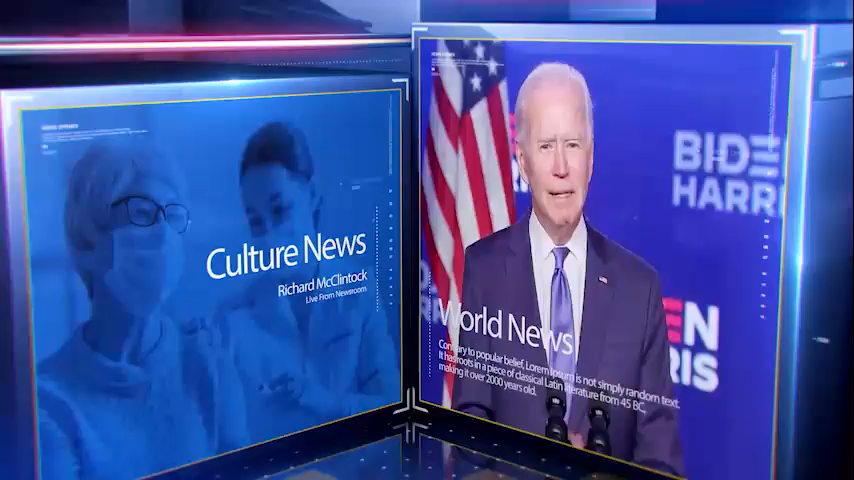 Culture News
Richard McClintock
Live From Newsroom
BIDE
HARRIS
World News
Contrary to popular belief, Lorem Ipsum is not simply random text.
It has roots in a piece of classical Latin literature from 45 BC,
making it over 2000 years old.
EN
RIS